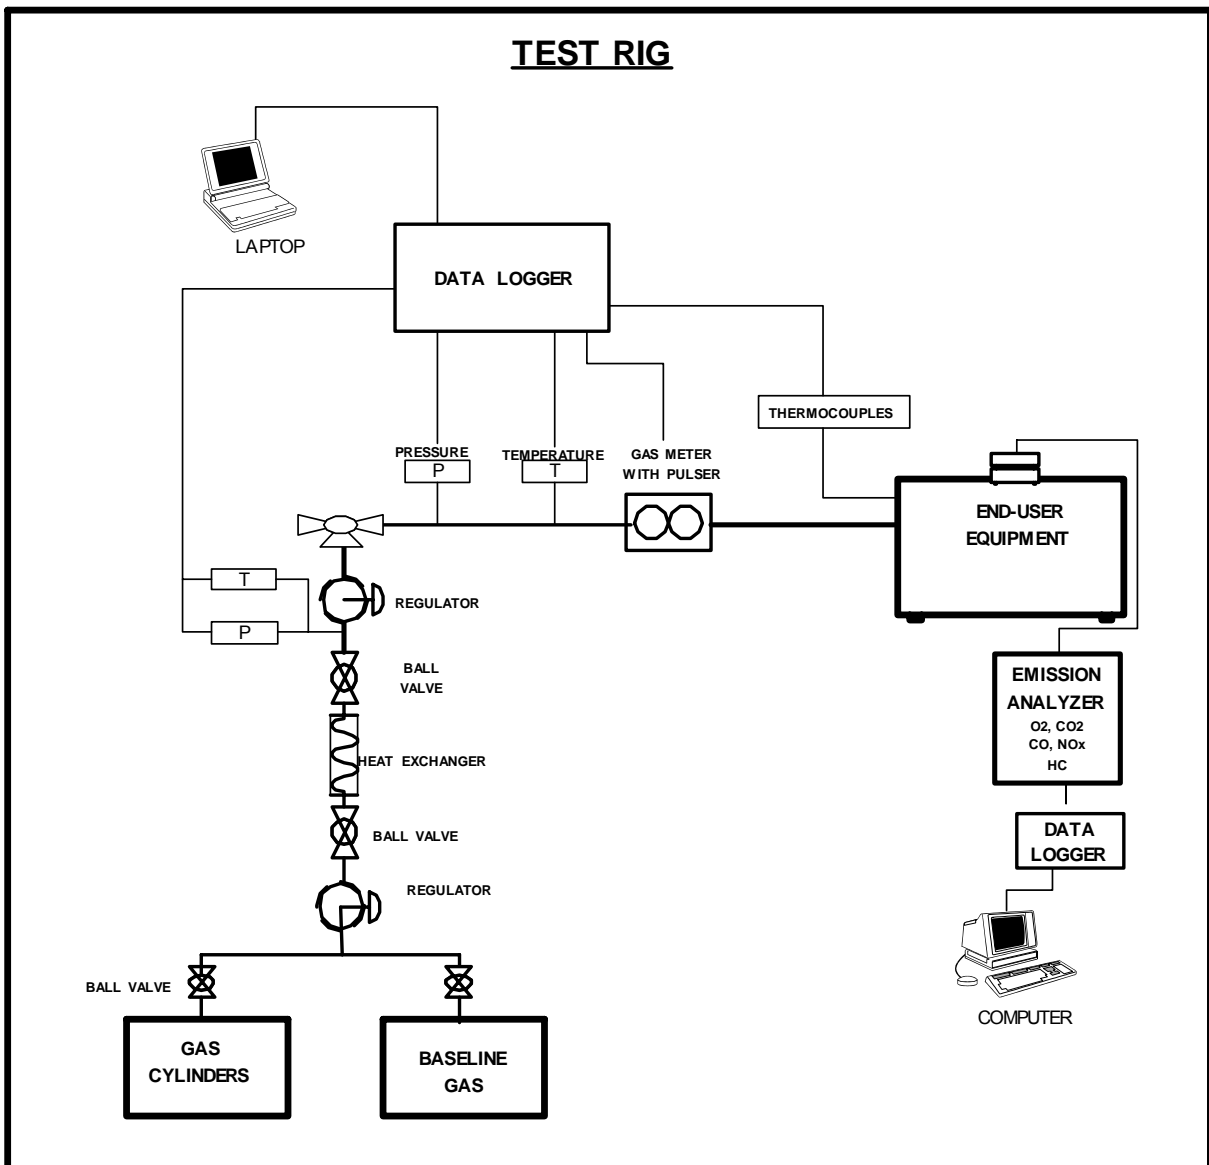 TEST RIG
LAPTOP
DATA LOGGER
THERMOCOUPLES
PRESSURE
P
TEMPERATURE
T
GAS METER
WITH PULSER
END-USER
EQUIPMENT
T
REGULATOR
P
BALL
VALVE
EMISSION
ANALYZER
O2, CO2
CO, NOx
HC
HEAT EXCHANGER
BALL VALVE
DATA
LOGGER
REGULATOR
BALL VALVE
COMPUTER
GAS
CYLINDERS
BASELINE
GAS